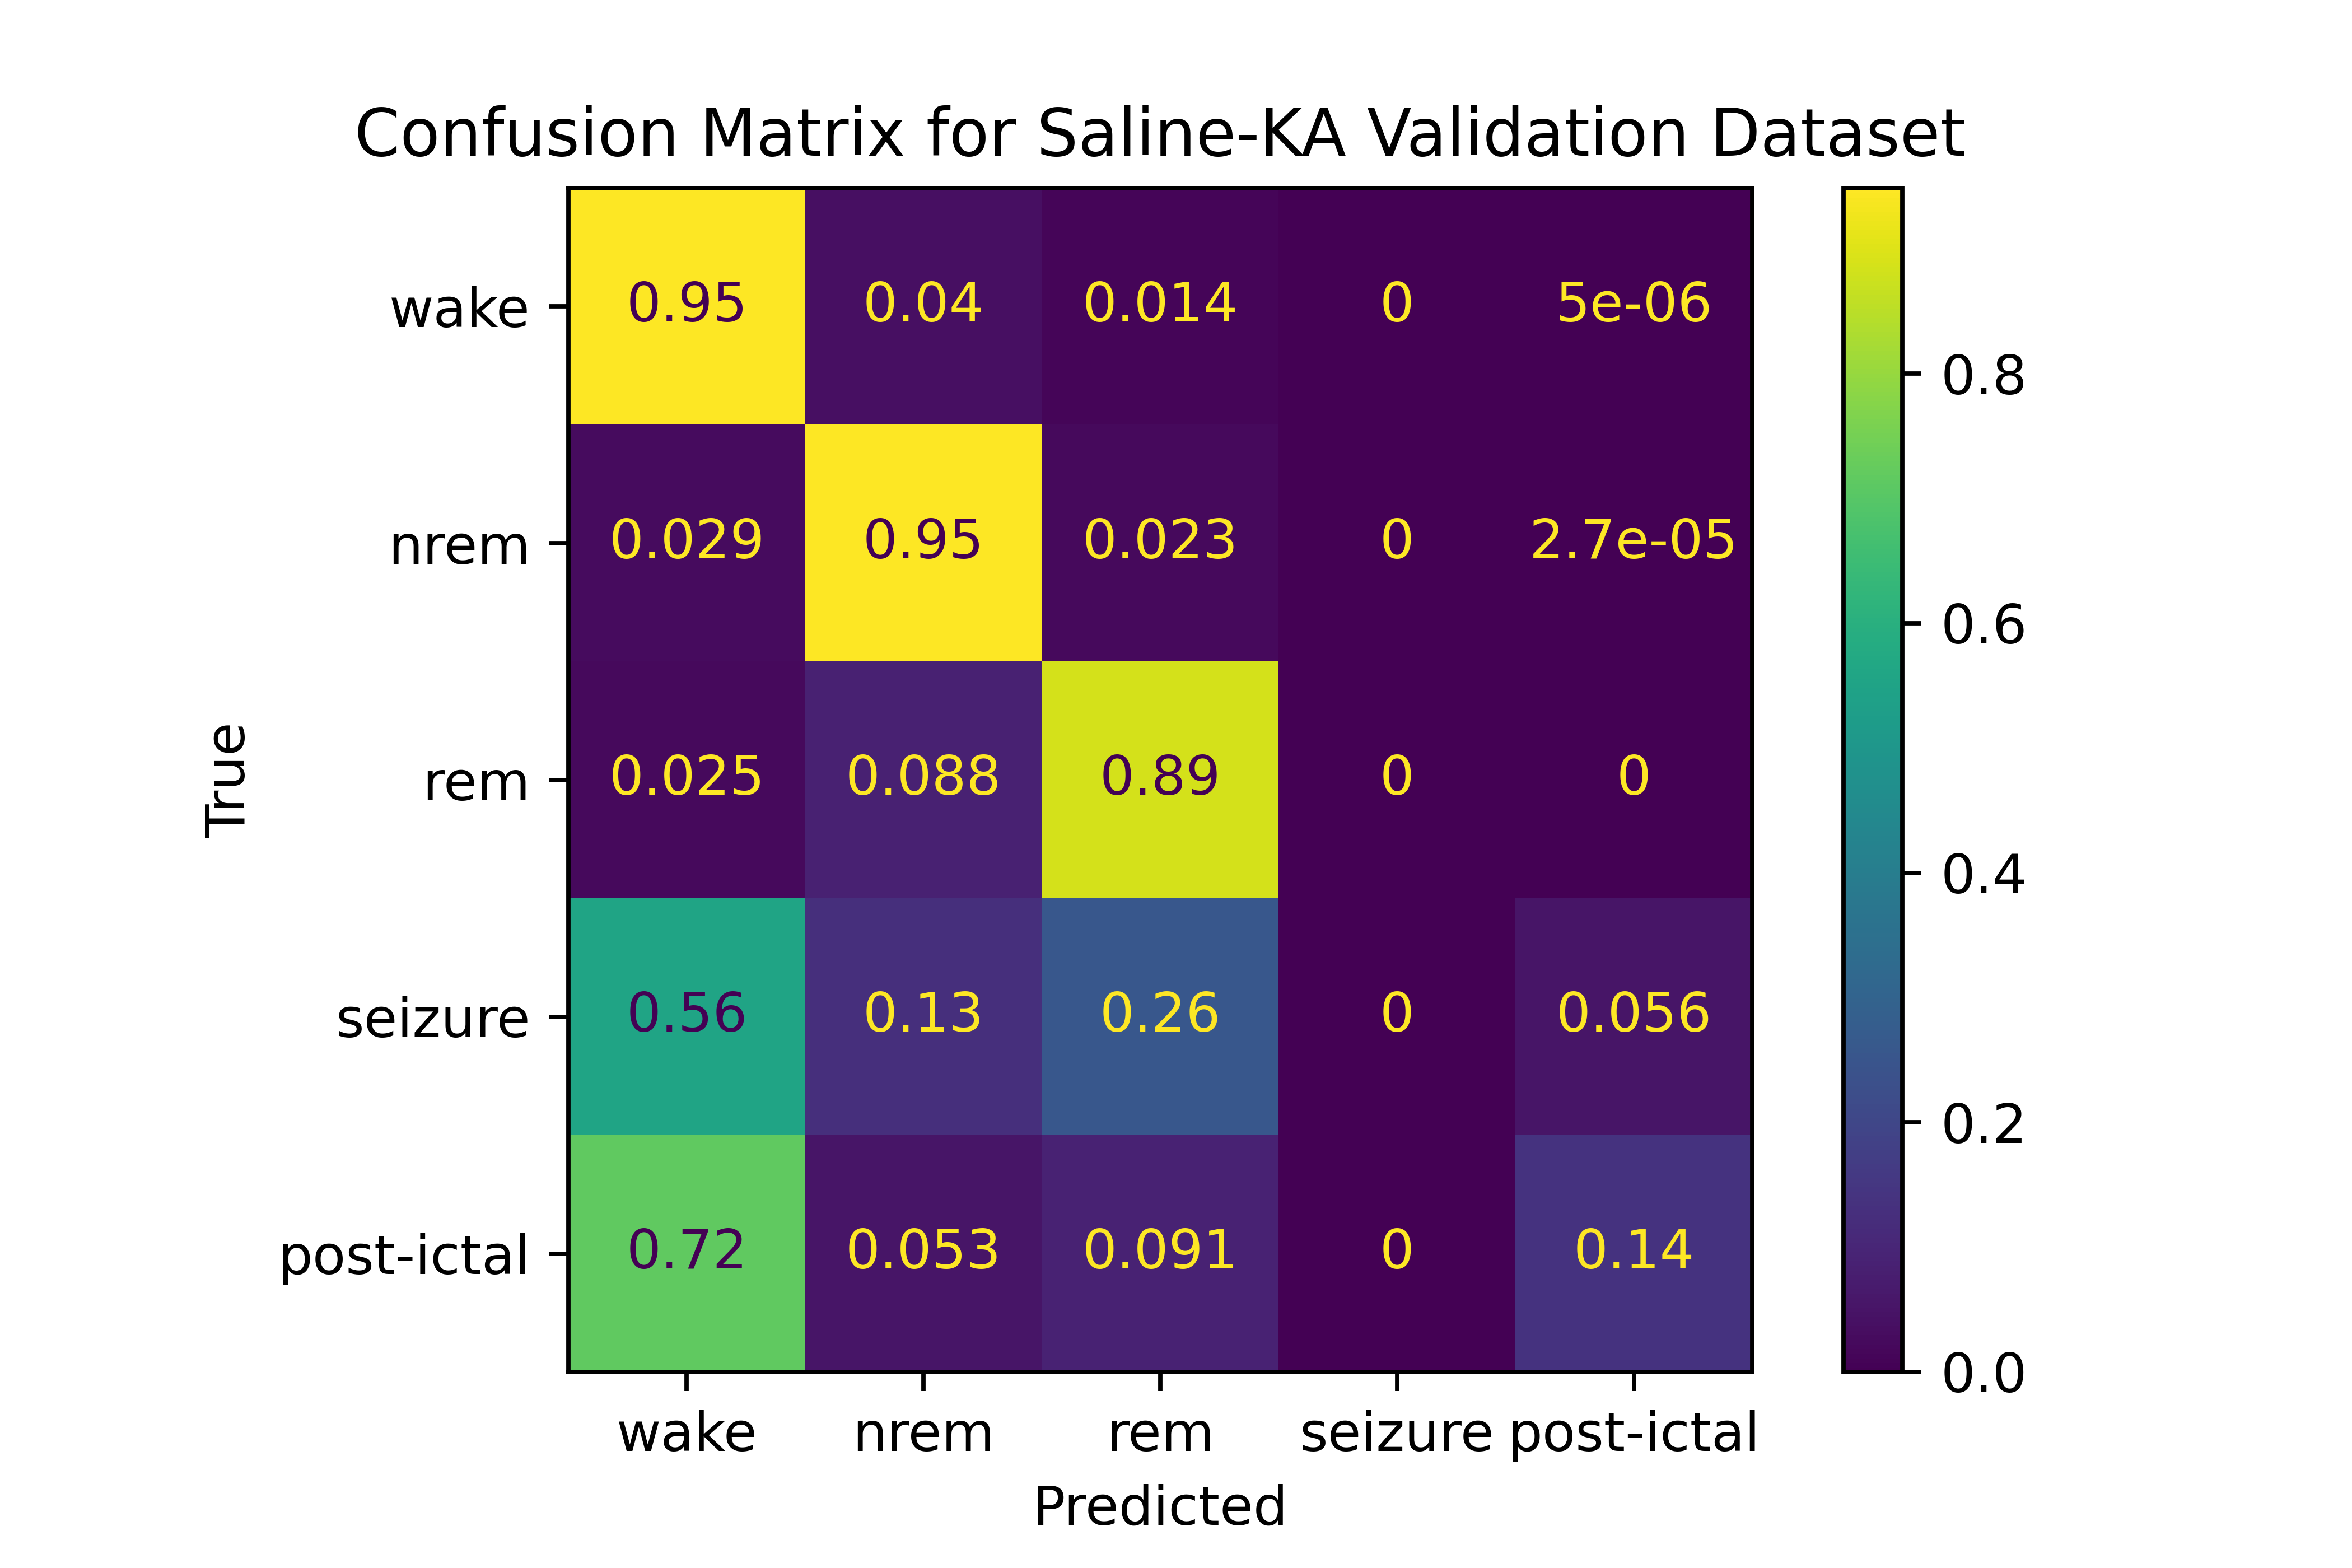 Confusion Matrix for Saline-KA Validation Dataset
wake 0.95 0.04 0.014 0 5e-06
nrem 0.029 0.95 0.023 0 2.7e-05
rem 0.025 0.088 0.89 0 0
seizure 0.56 0.13 0.26 0 0.056
post-ictal 0.72 0.053 0.091 0 0.14
wake nrem rem seizure post-ictal
Predicted
True
0.8
0.6
0.4
0.2
0.0